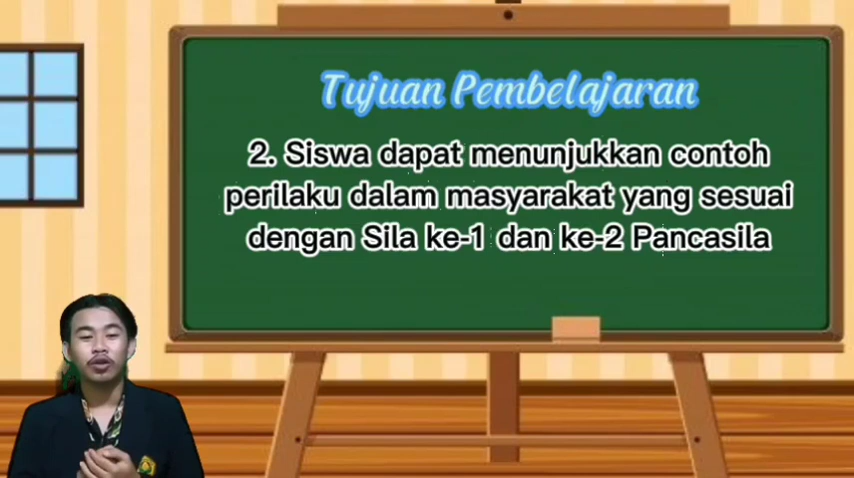 Tujuan Pembelajaran
2. Siswa dapat menunjukkan contoh
perilaku dalam masyarakat yang sesuai
dengan Sila ke-1 dan ke-2 Pancasila